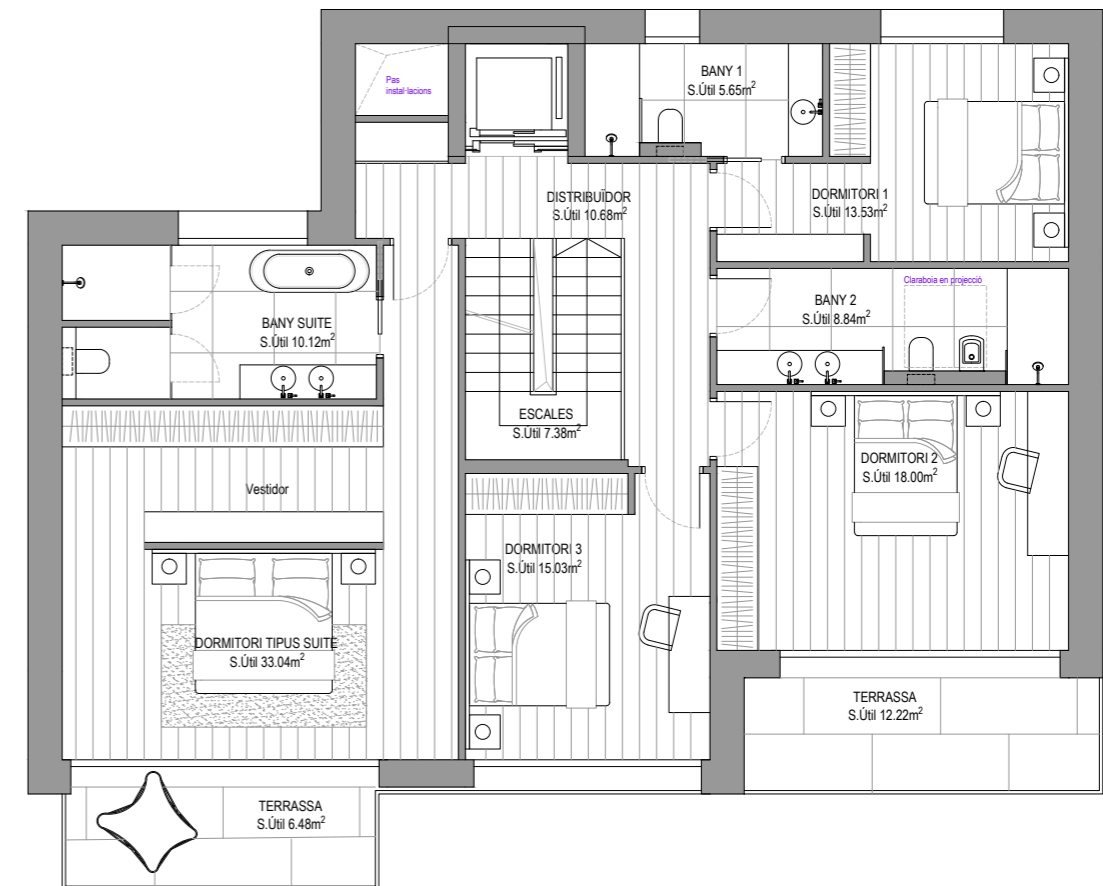 Pas
instal·lacions
BANY 1
S.Útil 5.65m²
DISTRIBUÏDOR
S.Útil 10.68m²
DORMITORI 1
S.Útil 13.53m²
BANY SUITE
S.Útil 10.12m²
Claraboia en projecció
BANY 2
S.Útil 8.84m²
ESCALES
S.Útil 7.38m²
DORMITORI 2
S.Útil 18.00m²
Vestidor
DORMITORI 3
S.Útil 15.03m²
DORMITORI TIPUS SUITE
S.Útil 33.04m²
TERRASSA
S.Útil 12.22m²
TERRASSA
S.Útil 6.48m²